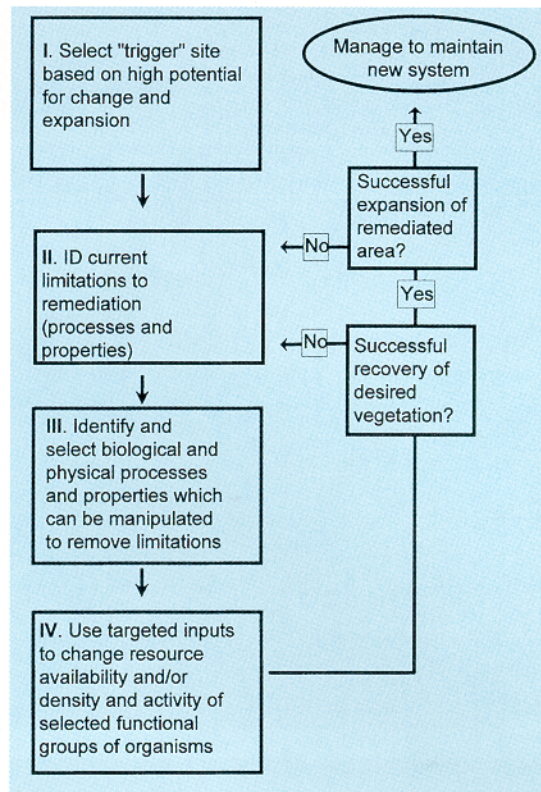 I. Select "trigger" site
based on high potential
for change and
expansion
II. ID current
limitations to
remediation
(processes and
properties)
III. Identify and
select biological and
physical processes
and properties which
can be manipulated
to remove limitations
IV. Use targeted inputs
to change resource
availability and/or
density and activity of
selected functional
groups of organisms
Successful
recovery of
desired
vegetation?
No
Yes
Successful
expansion of
remediated
area?
No
Yes
Manage to maintain
new system